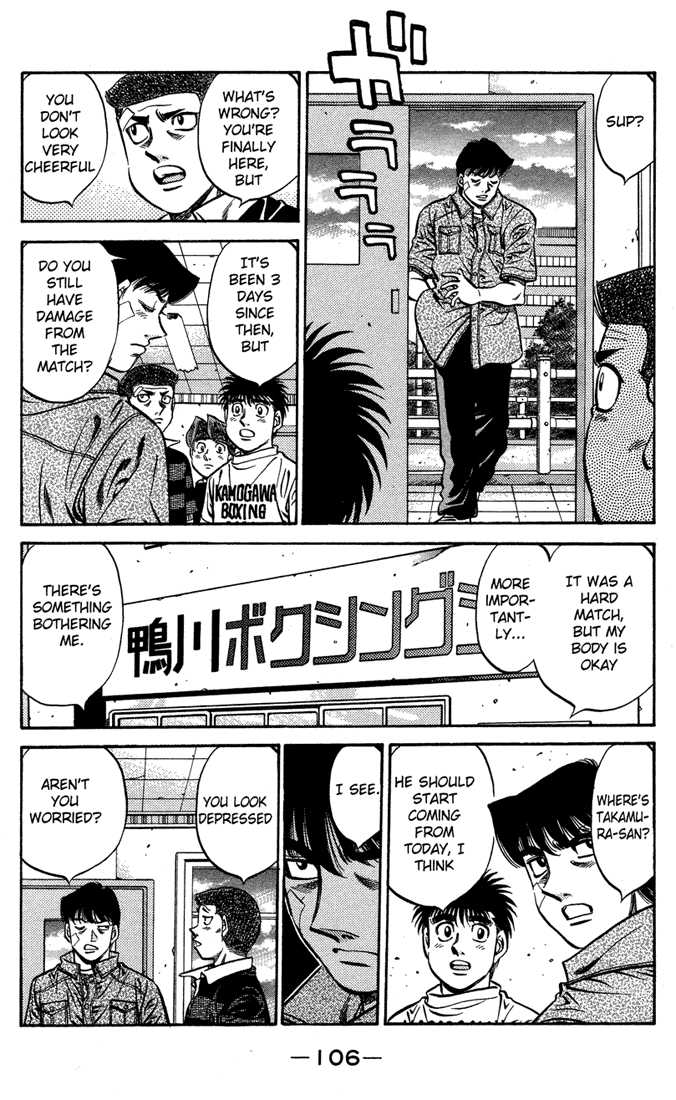 ガラララッ
SUP?
WHAT'S
WRONG?
YOU'RE
FINALLY
HERE,
BUT
YOU
DON'T
LOOK
VERY
CHEERFUL
IT'S
BEEN 3
DAYS
SINCE
THEN,
BUT
DO YOU
STILL
HAVE
DAMAGE
FROM
THE
MATCH?
KAMOGAWA
BOXING
IT WAS A
HARD
MATCH,
BUT MY
BODY IS
OKAY
MORE
IMPOR-
TANT-
LY...
鴨川ボクシングジ
THERE'S
SOMETHING
BOTHERING
ME.
WHERE'S
TAKAMU-
RA-SAN?
HE SHOULD
START
COMING
FROM
TODAY, I
THINK
I SEE.
YOU LOOK
DEPRESSED
AREN'T
YOU
WORRIED?
—106—